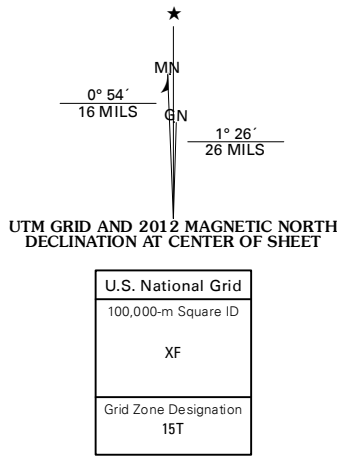 ★
MN
0° 54´
16 MILS
GN
1° 26´
26 MILS
UTM GRID AND 2012 MAGNETIC NORTH
DECLINATION AT CENTER OF SHEET
U.S. National Grid
100,000-m Square ID
XF
Grid Zone Designation
15T